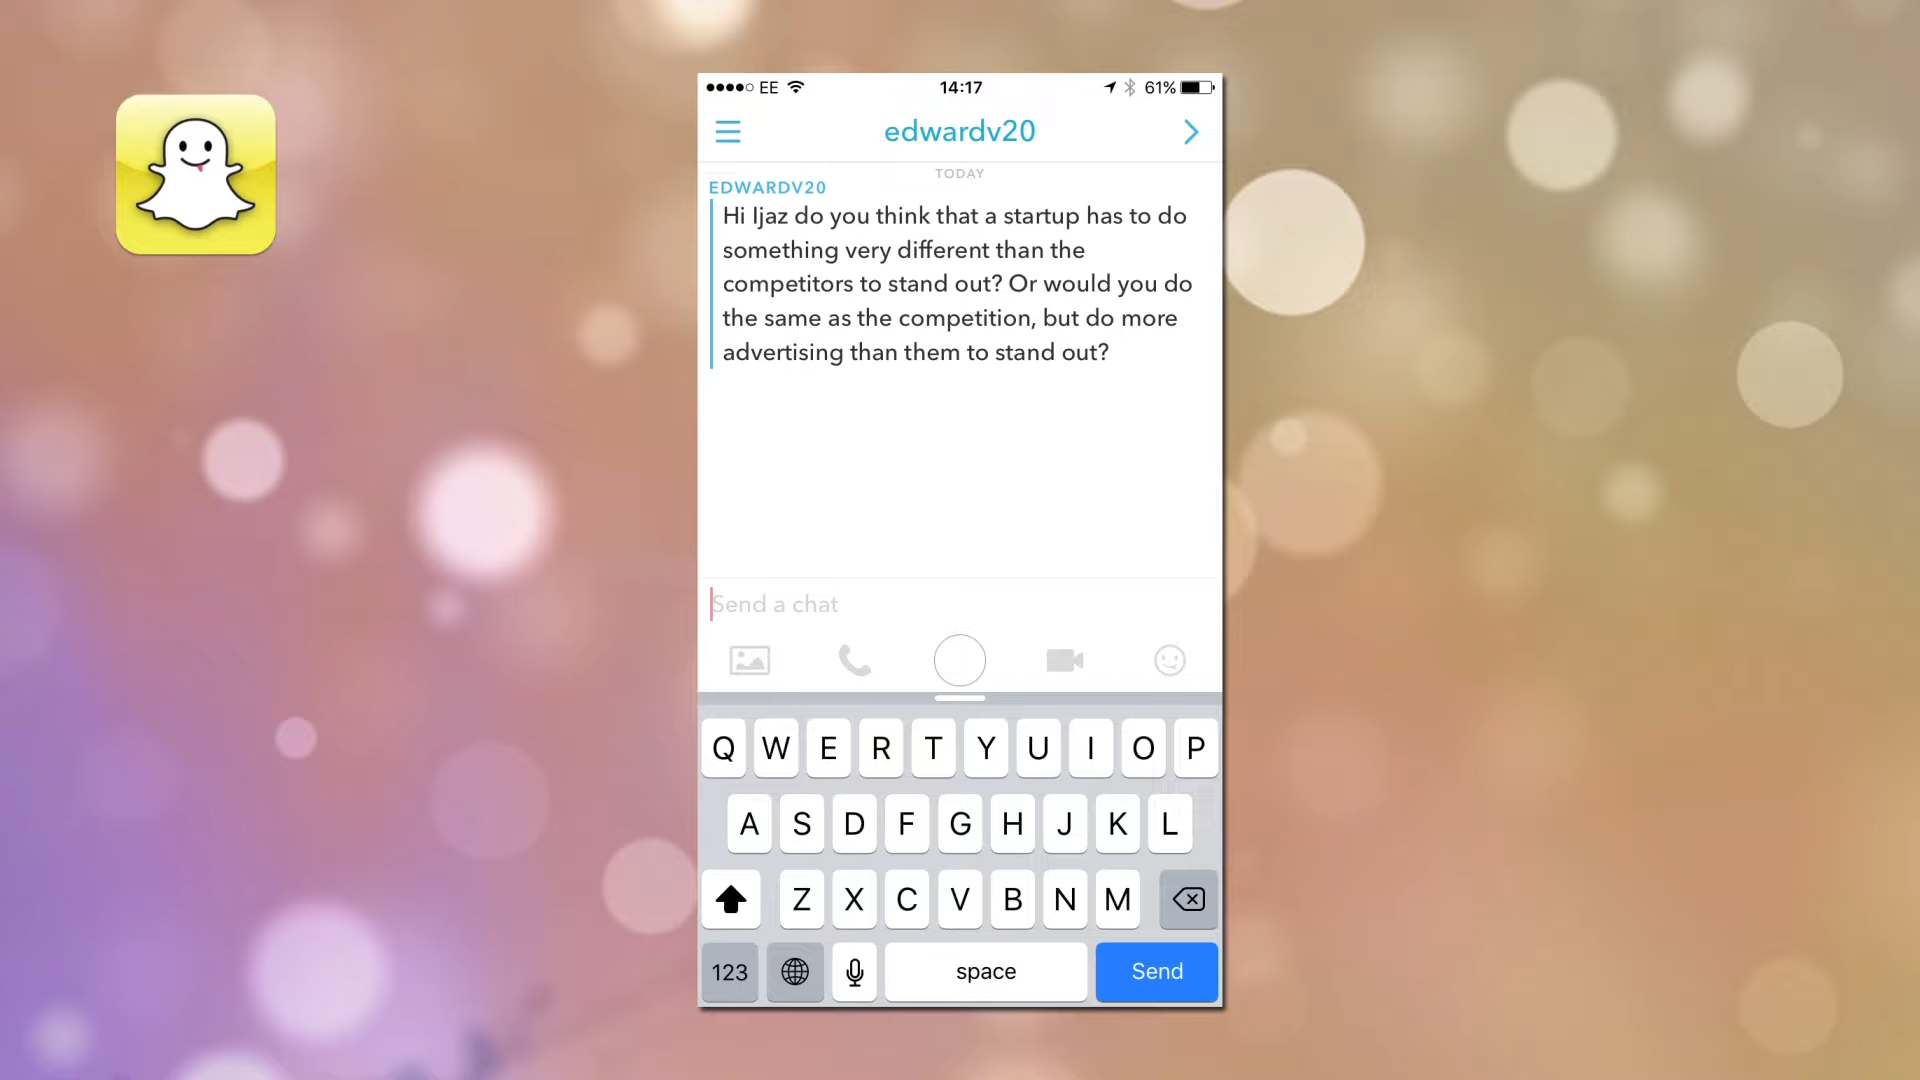 EE 14:17 61%
edwardv20
TODAY
EDWARDV20
Hi Ijaz do you think that a startup has to do
something very different than the
competitors to stand out? Or would you do
the same as the competition, but do more
advertising than them to stand out?
Send a chat
Q W E R T Y U I O P
A S D F G H J K L
Z X C V B N M
123 space Send